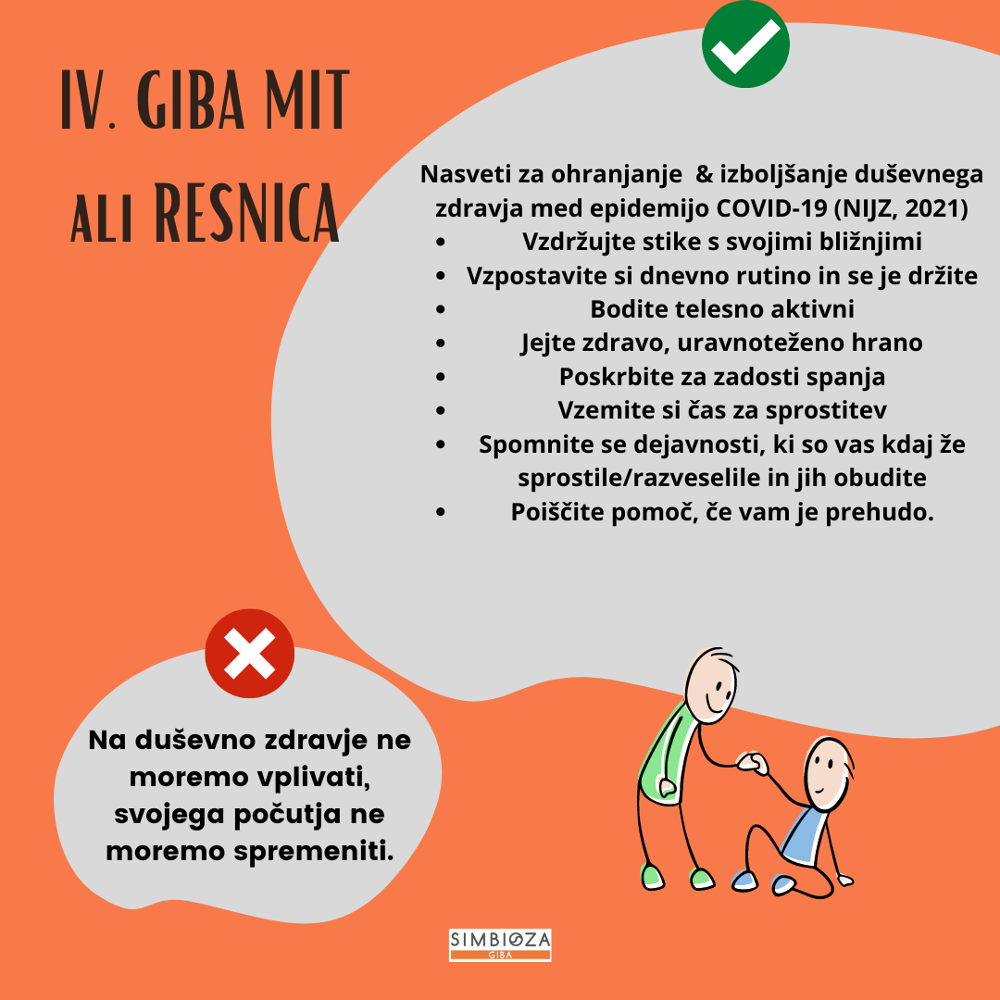 IV. GIBA MIT
ALI RESNICA
Nasveti za ohranjanje & izboljšanje duševnega
zdravja med epidemijo COVID-19 (NIJZ, 2021)
• Vzdržujte stike s svojimi bližnjimi
• Vzpostavite si dnevno rutino in se je držite
• Bodite telesno aktivni
• Jejte zdravo, uravnoteženo hrano
• Poskrbite za zadosti spanja
• Vzemite si čas za sprostitev
• Spomnite se dejavnosti, ki so vas kdaj že
sprostile/razveselile in jih obudite
• Poiščite pomoč, če vam je prehudo.
Na duševno zdravje ne
moremo vplivati,
svojega počutja ne
moremo spremeniti.
SIMBIOZA
GIBA